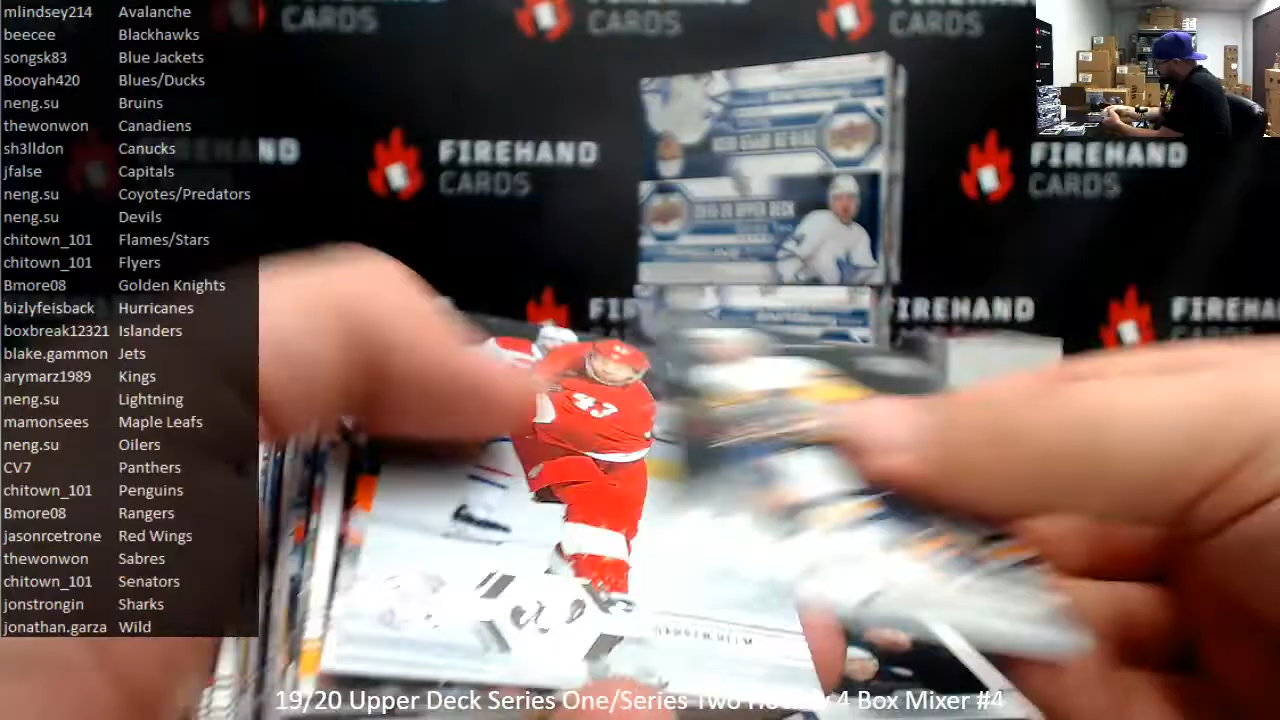 mlindsey214 Avalanche
beecee Blackhawks
songsk83 Blue Jackets
Booyah420 Blues/Ducks
neng.su Bruins
thewonwon Canadiens
sh3lldon Canucks
jfalse Capitals
neng.su Coyotes/Predators
neng.su Devils
chitown_101 Flames/Stars
chitown_101 Flyers
Bmore08 Golden Knights
bizlyfeisback Hurricanes
boxbreak12321 Islanders
blake.gammon Jets
arymarz1989 Kings
neng.su Lightning
mamonsees Maple Leafs
neng.su Oilers
CV7 Panthers
chitown_101 Penguins
Bmore08 Rangers
jasonrcetrone Red Wings
thewonwon Sabres
chitown_101 Senators
jonstrongin Sharks
jonathan.garza Wild
CARDS
CARDS
CARDS
FIREHAND
CARDS
FIREHAND
CARDS
FIREHAND
CARDS
43
19/20 Upper Deck Series One/Series Two Hockey 4 Box Mixer #4